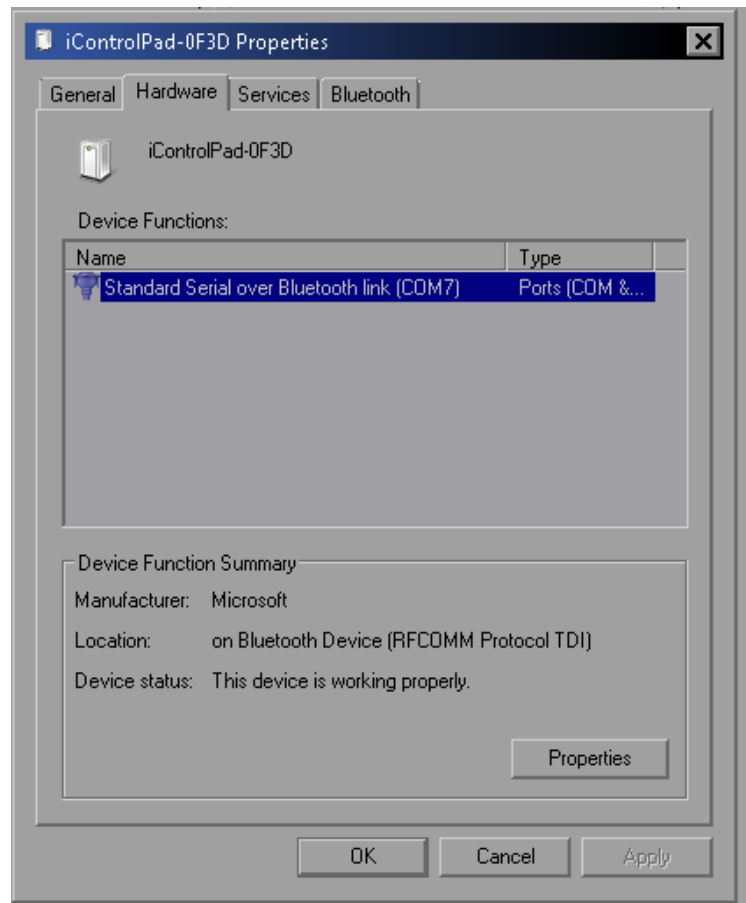 iControlPad-0F3D Properties
General Hardware Services Bluetooth
iControlPad-0F3D
Device Functions:
Name Type
Standard Serial over Bluetooth link (COM7) Ports (COM &...
Device Function Summary
Manufacturer: Microsoft
Location: on Bluetooth Device (RFCOMM Protocol TDI)
Device status: This device is working properly.
Properties
OK Cancel Apply